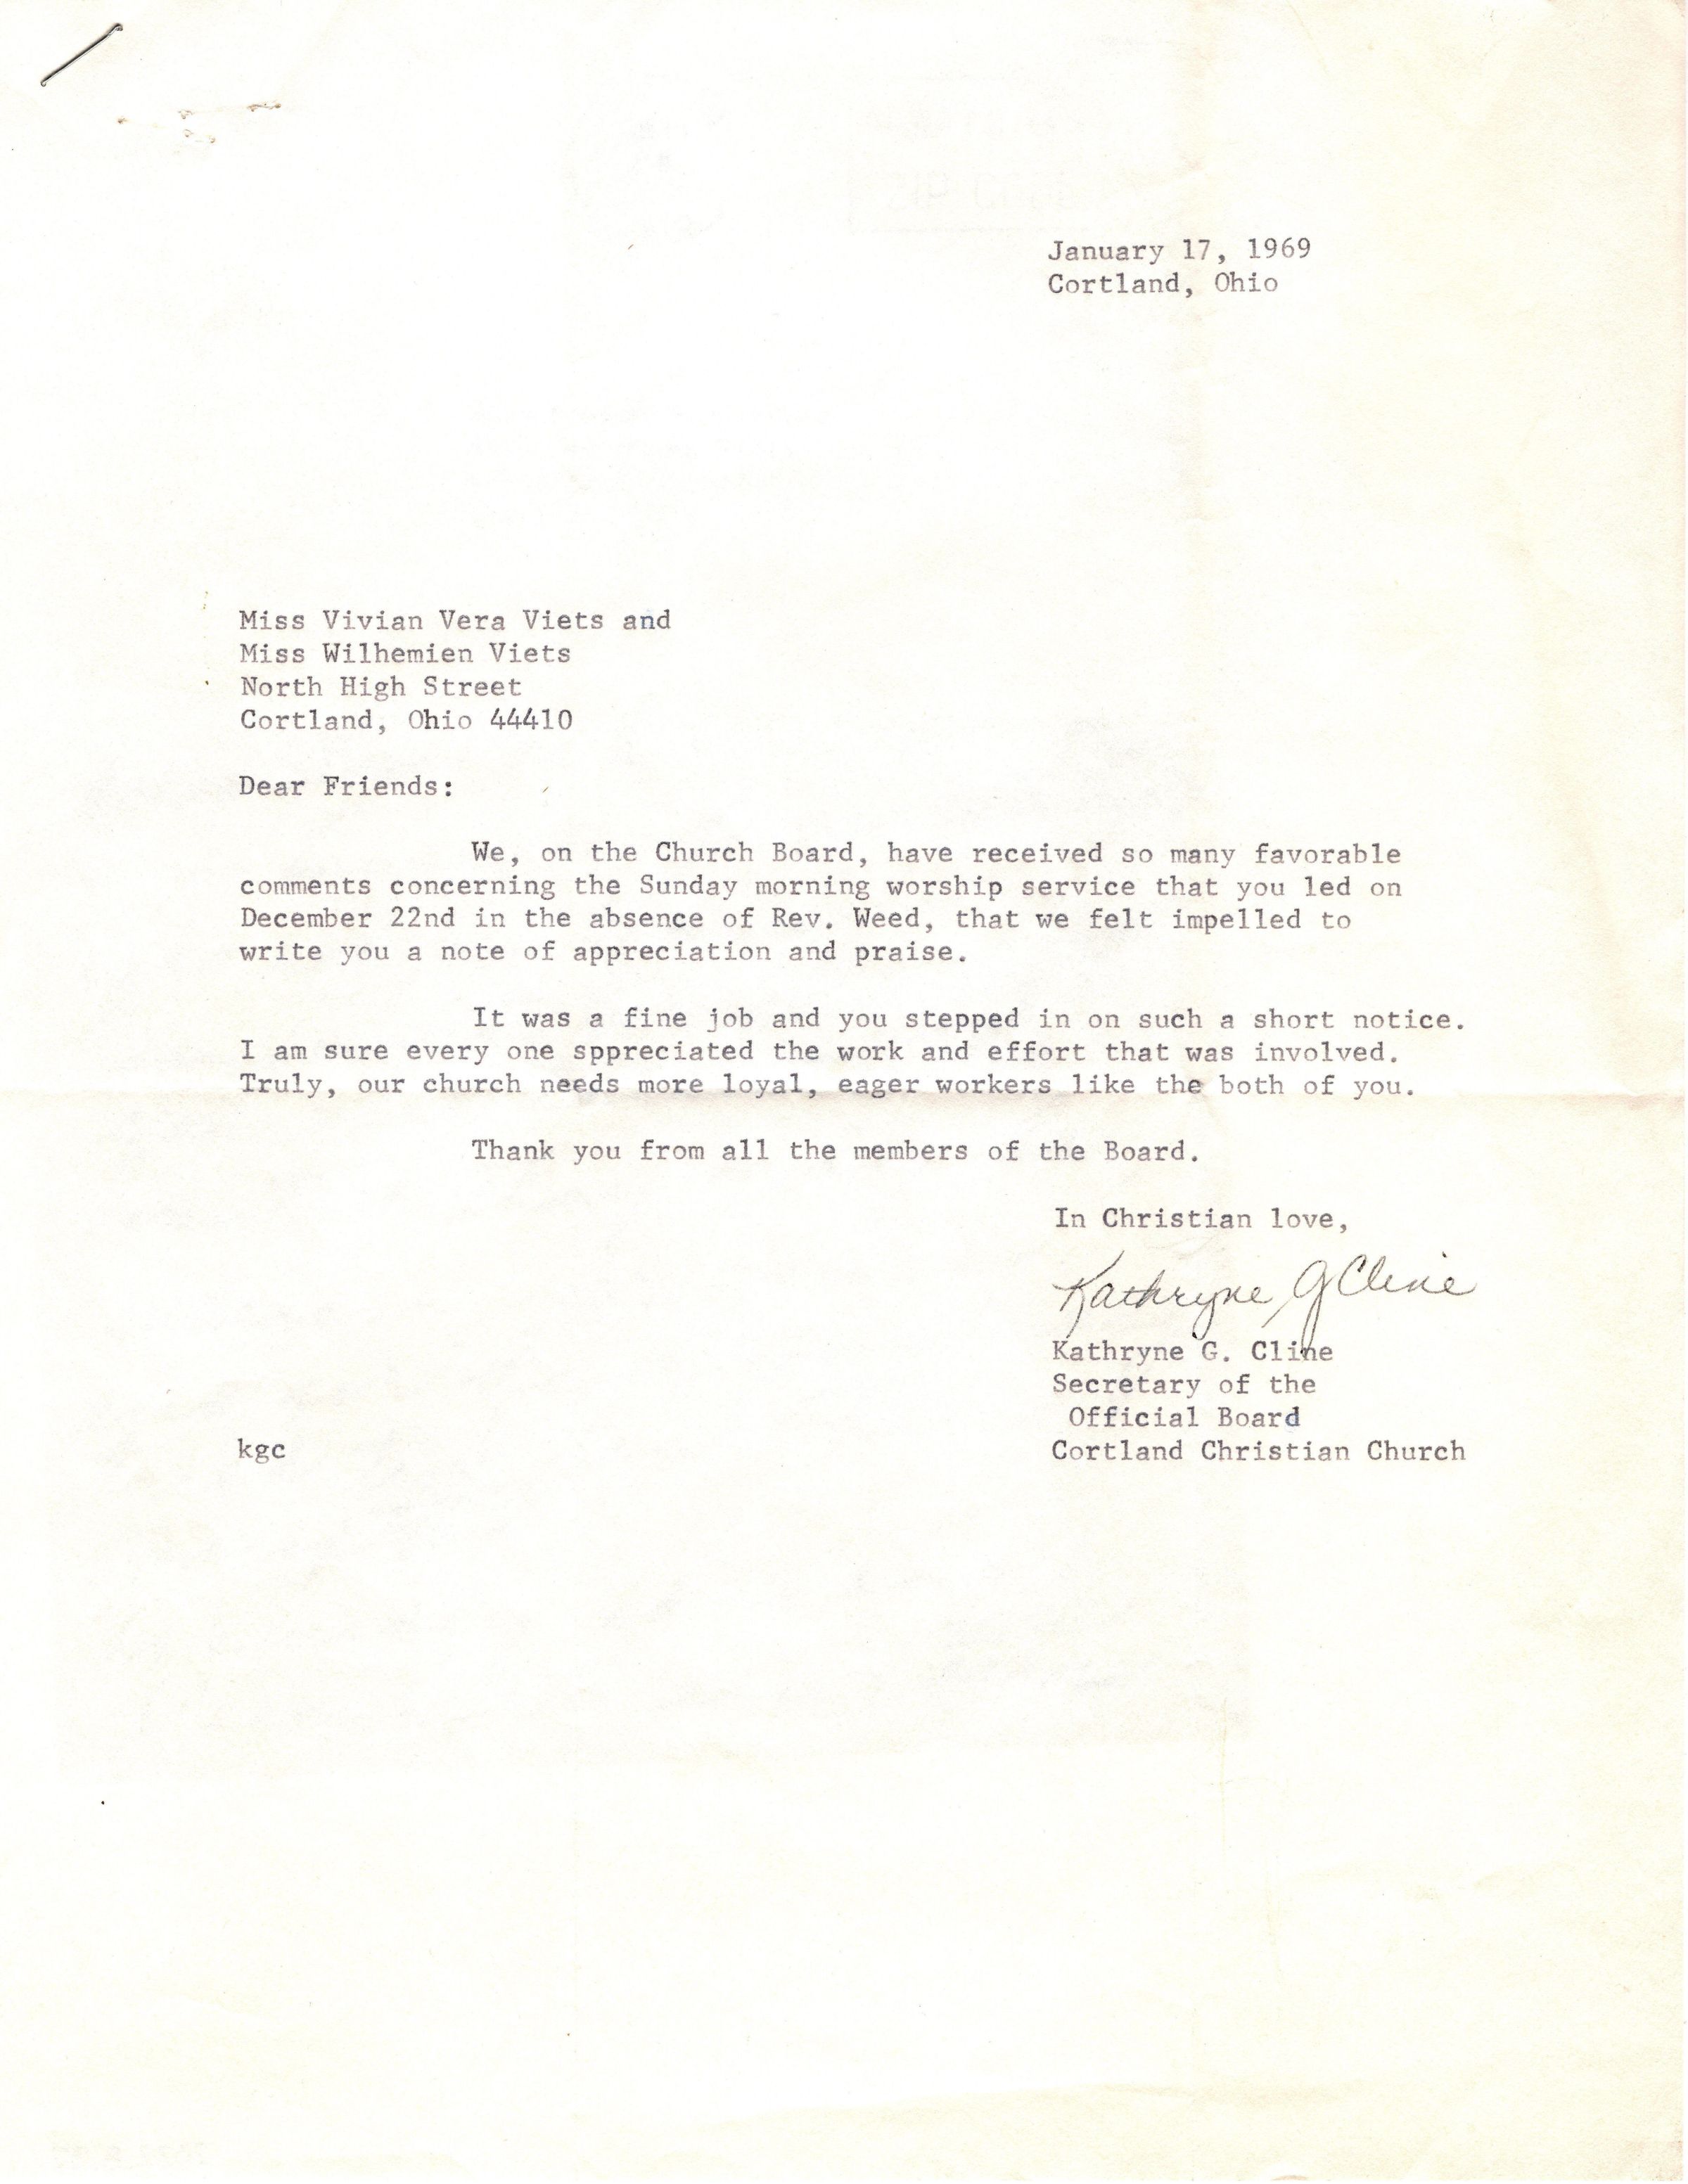 January 17, 1969
Cortland, Ohio
Miss Vivian Vera Viets and
Miss Wilhemien Viets
North High Street
Cortland, Ohio 44410
Dear Friends:
We, on the Church Board, have received so many favorable
comments concerning the Sunday morning worship service that you led on
December 22nd in the absence of Rev. Weed, that we felt impelled to
write you a note of appreciation and praise.
It was a fine job and you stepped in on such a short notice.
I am sure every one sppreciated the work and effort that was involved.
Truly, our church needs more loyal, eager workers like the both of you.
Thank you from all the members of the Board.
In Christian love,
Kathryne G Cline
Kathryne G. Cline
Secretary of the
Official Board
kgc Cortland Christian Church